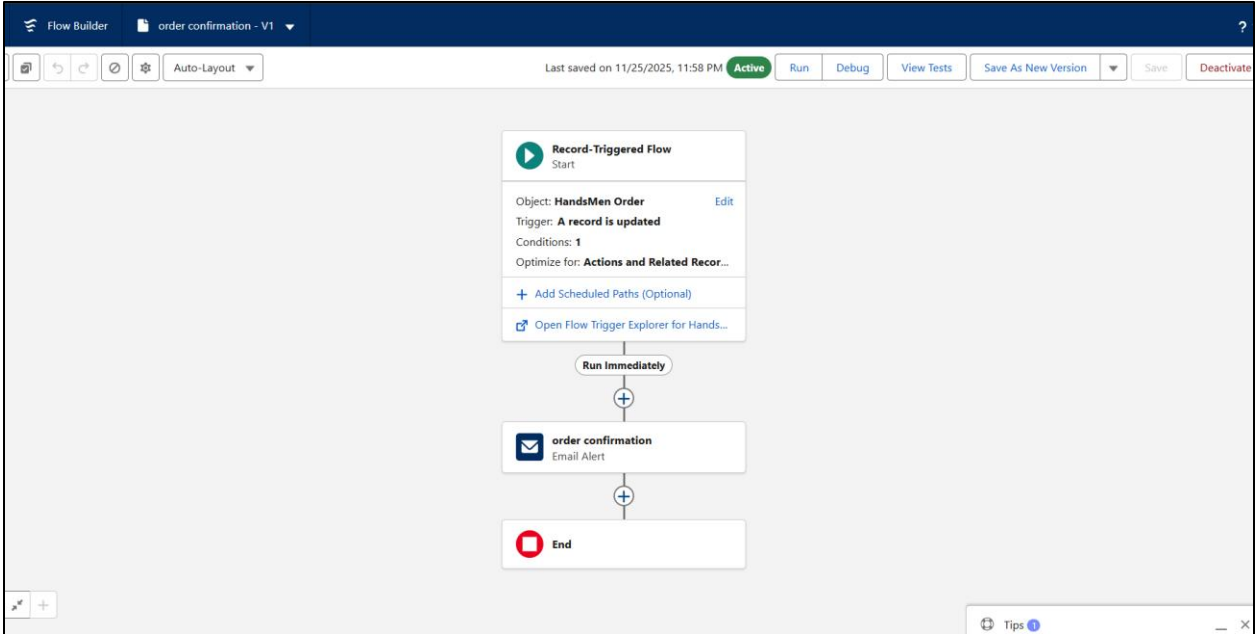 Flow Builder
order confirmation - V1
?
Auto-Layout
Last saved on 11/25/2025, 11:58 PM
Active
Run
Debug
View Tests
Save As New Version
Save
Deactivate
Record-Triggered Flow
Start
Object: HandsMen Order
Edit
Trigger: A record is updated
Conditions: 1
Optimize for: Actions and Related Recor...
Add Scheduled Paths (Optional)
Open Flow Trigger Explorer for Hands...
Run Immediately
order confirmation
Email Alert
End
Tips 1